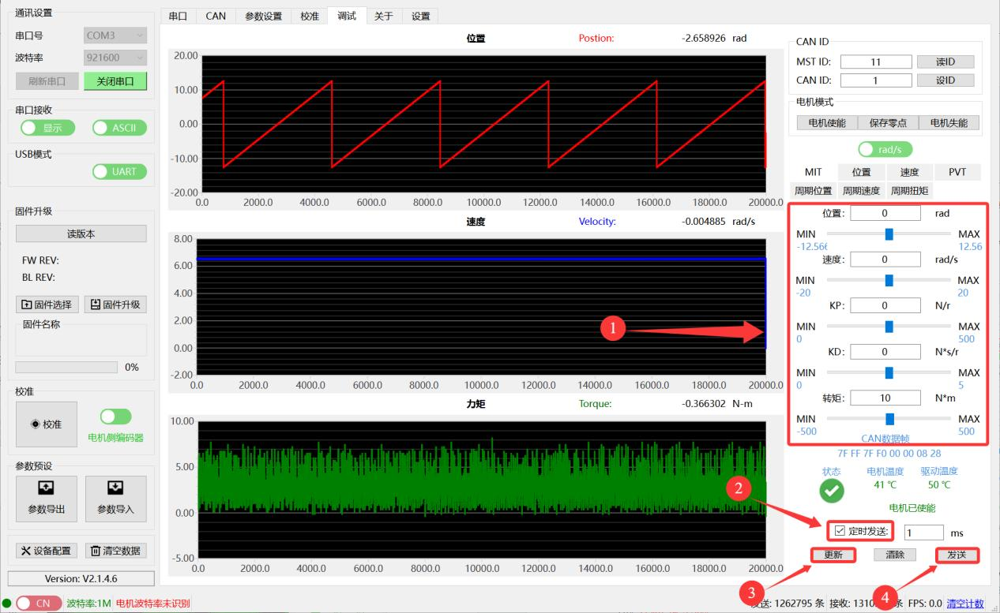 通讯设置
串口号 COM3
波特率 921600
刷新串口 关闭串口
串口接收
显示 ASCII
USB模式
UART
固件升级
读版本
FW REV:
BL REV:
固件选择 固件升级
固件名称
0%
校准
校准
电机侧编码器
参数预设
参数导出 参数导入
设备配置 清空数据
Version: V2.1.4.6
CN 波特率:1M 电机波特率未识别
串口 CAN 参数设置 校准 调试 关于 设置
位置 Postion: -2.658926 rad
20.00
10.00
0.00
-10.00
-20.00
0.0 2000.0 4000.0 6000.0 8000.0 10000.0 12000.0 14000.0 16000.0 18000.0 20000.0
速度 Velocity: -0.004885 rad/s
8.00
6.00
4.00
2.00
0.00
-2.00
0.0 2000.0 4000.0 6000.0 8000.0 10000.0 12000.0 14000.0 16000.0 18000.0 20000.0
1
力矩 Torque: -0.366302 N-m
10.00
5.00
0.00
-5.00
0.0 2000.0 4000.0 6000.0 8000.0 10000.0 12000.0 14000.0 16000.0 18000.0 20000.0
CAN ID
MST ID: 11 读ID
CAN ID: 1 设ID
电机模式
电机使能 保存零点 电机失能
rad/s
MIT 位置 速度 PVT
周期位置 周期速度 周期扭矩
位置: 0 rad
MIN MAX
-12.566 12.56
速度: 0 rad/s
MIN MAX
-20 20
KP: 0 N/r
MIN MAX
0 500
KD: 0 N*s/r
MIN MAX
0 5
转矩: 10 N*m
MIN MAX
-500 500
CAN数据帧
7F FF 7F F0 00 00 08 28
状态 电机温度 驱动温度
41 ℃ 50 ℃
电机已使能
2
定时发送: 1 ms
更新 清除 发送
3 4
发送: 1262795 条 接收: 1310 条 FPS: 0.0 清空计数